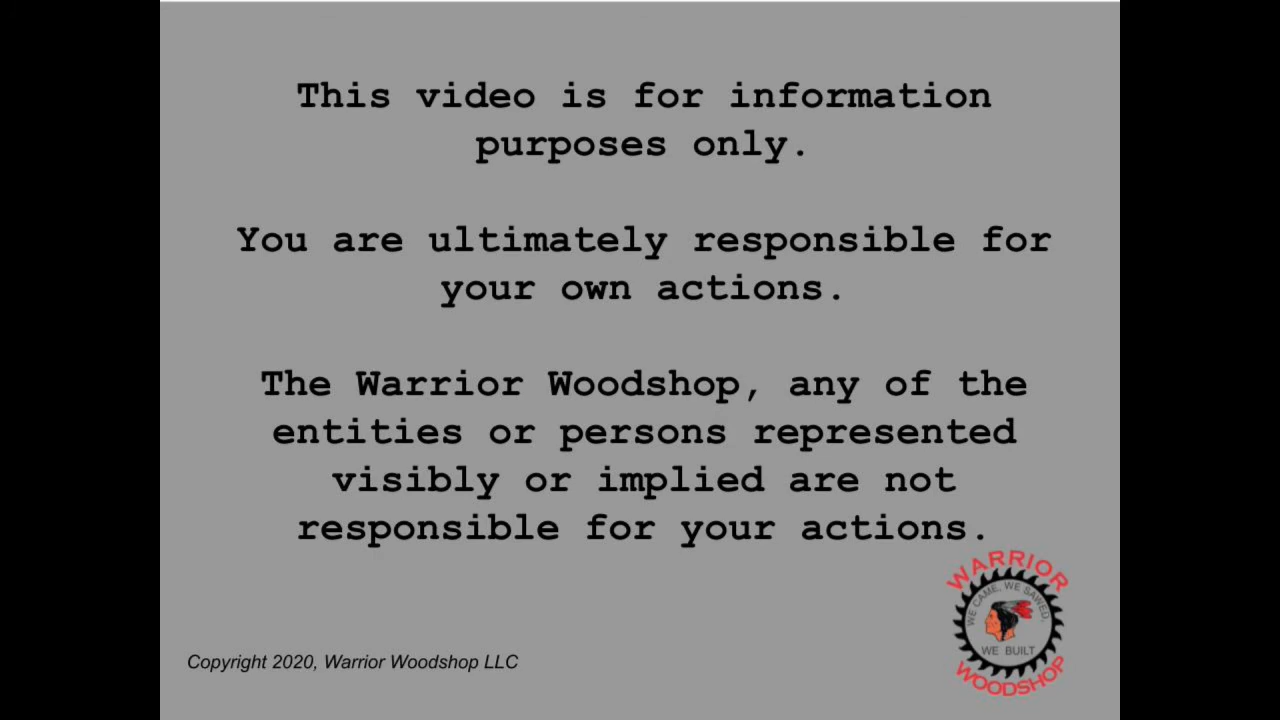 This video is for information
purposes only.
You are ultimately responsible for
your own actions.
The Warrior Woodshop, any of the
entities or persons represented
visibly or implied are not
responsible for your actions.
WARRIOR
WE CAME, WE SAWED,
WE BUILT
WOODSHOP
Copyright 2020, Warrior Woodshop LLC